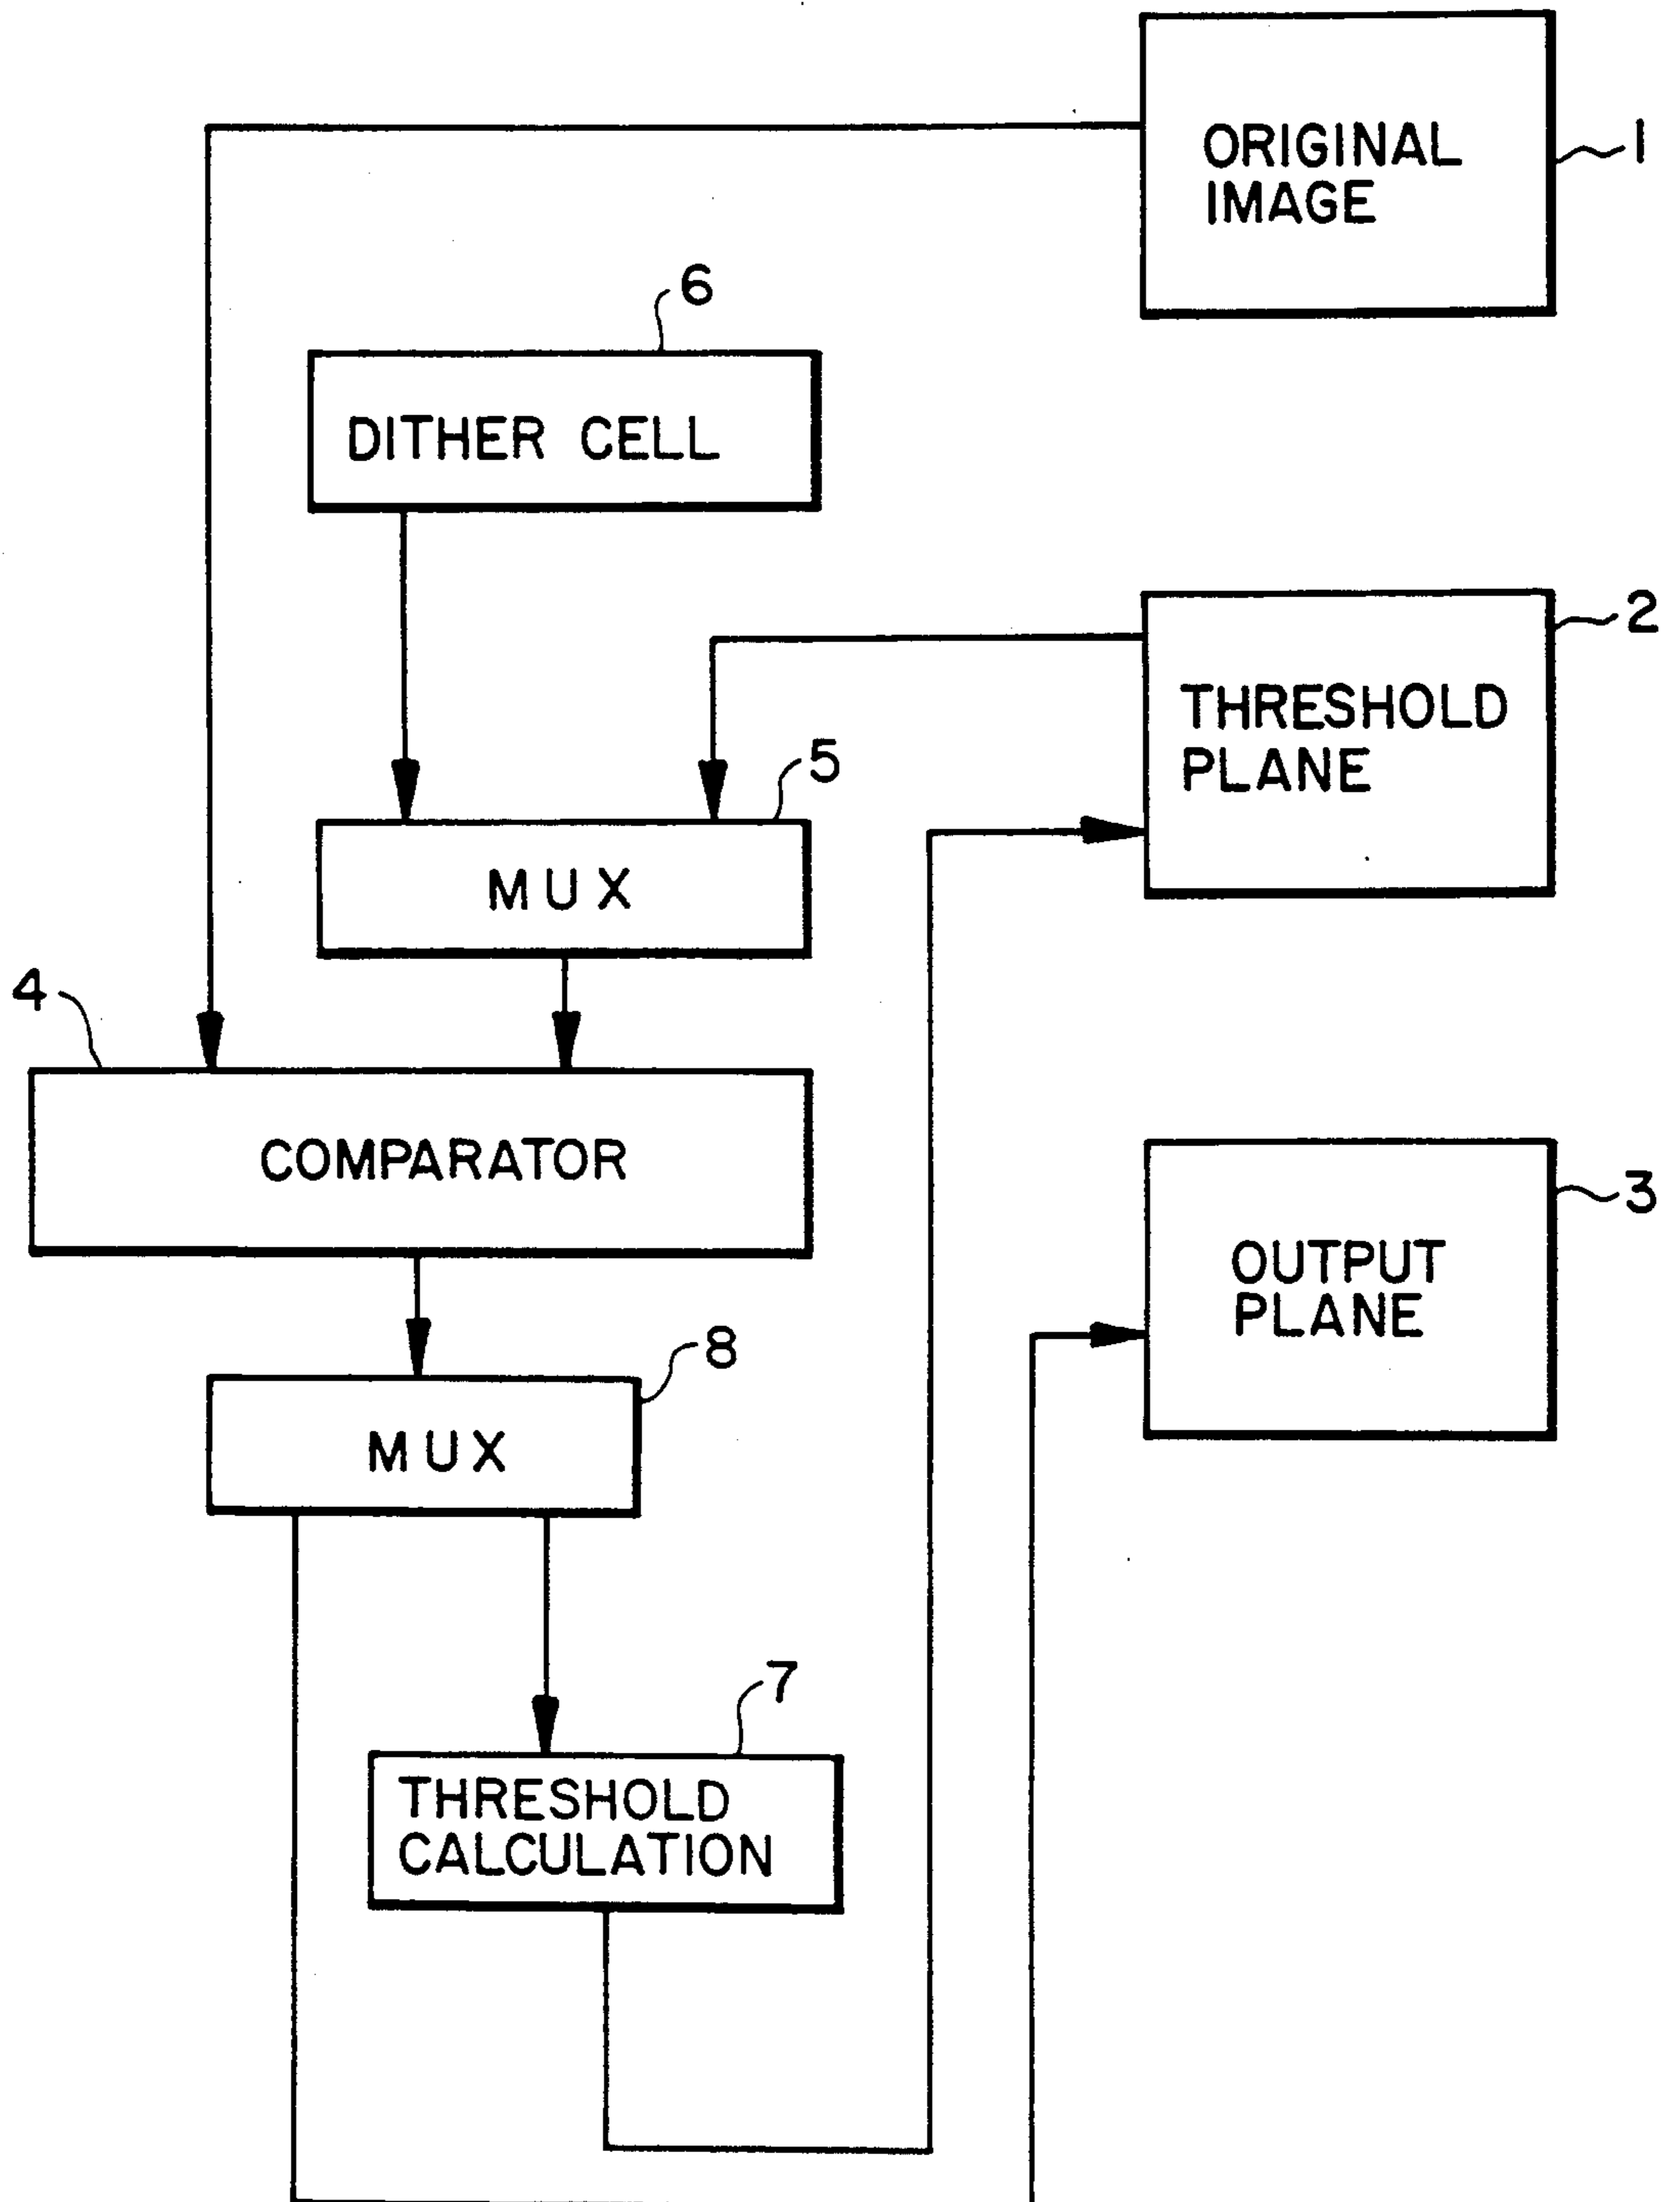 ORIGINAL
IMAGE
1
6
DITHER CELL
2
THRESHOLD
PLANE
5
MUX
4
COMPARATOR
3
OUTPUT
PLANE
8
MUX
7
THRESHOLD
CALCULATION